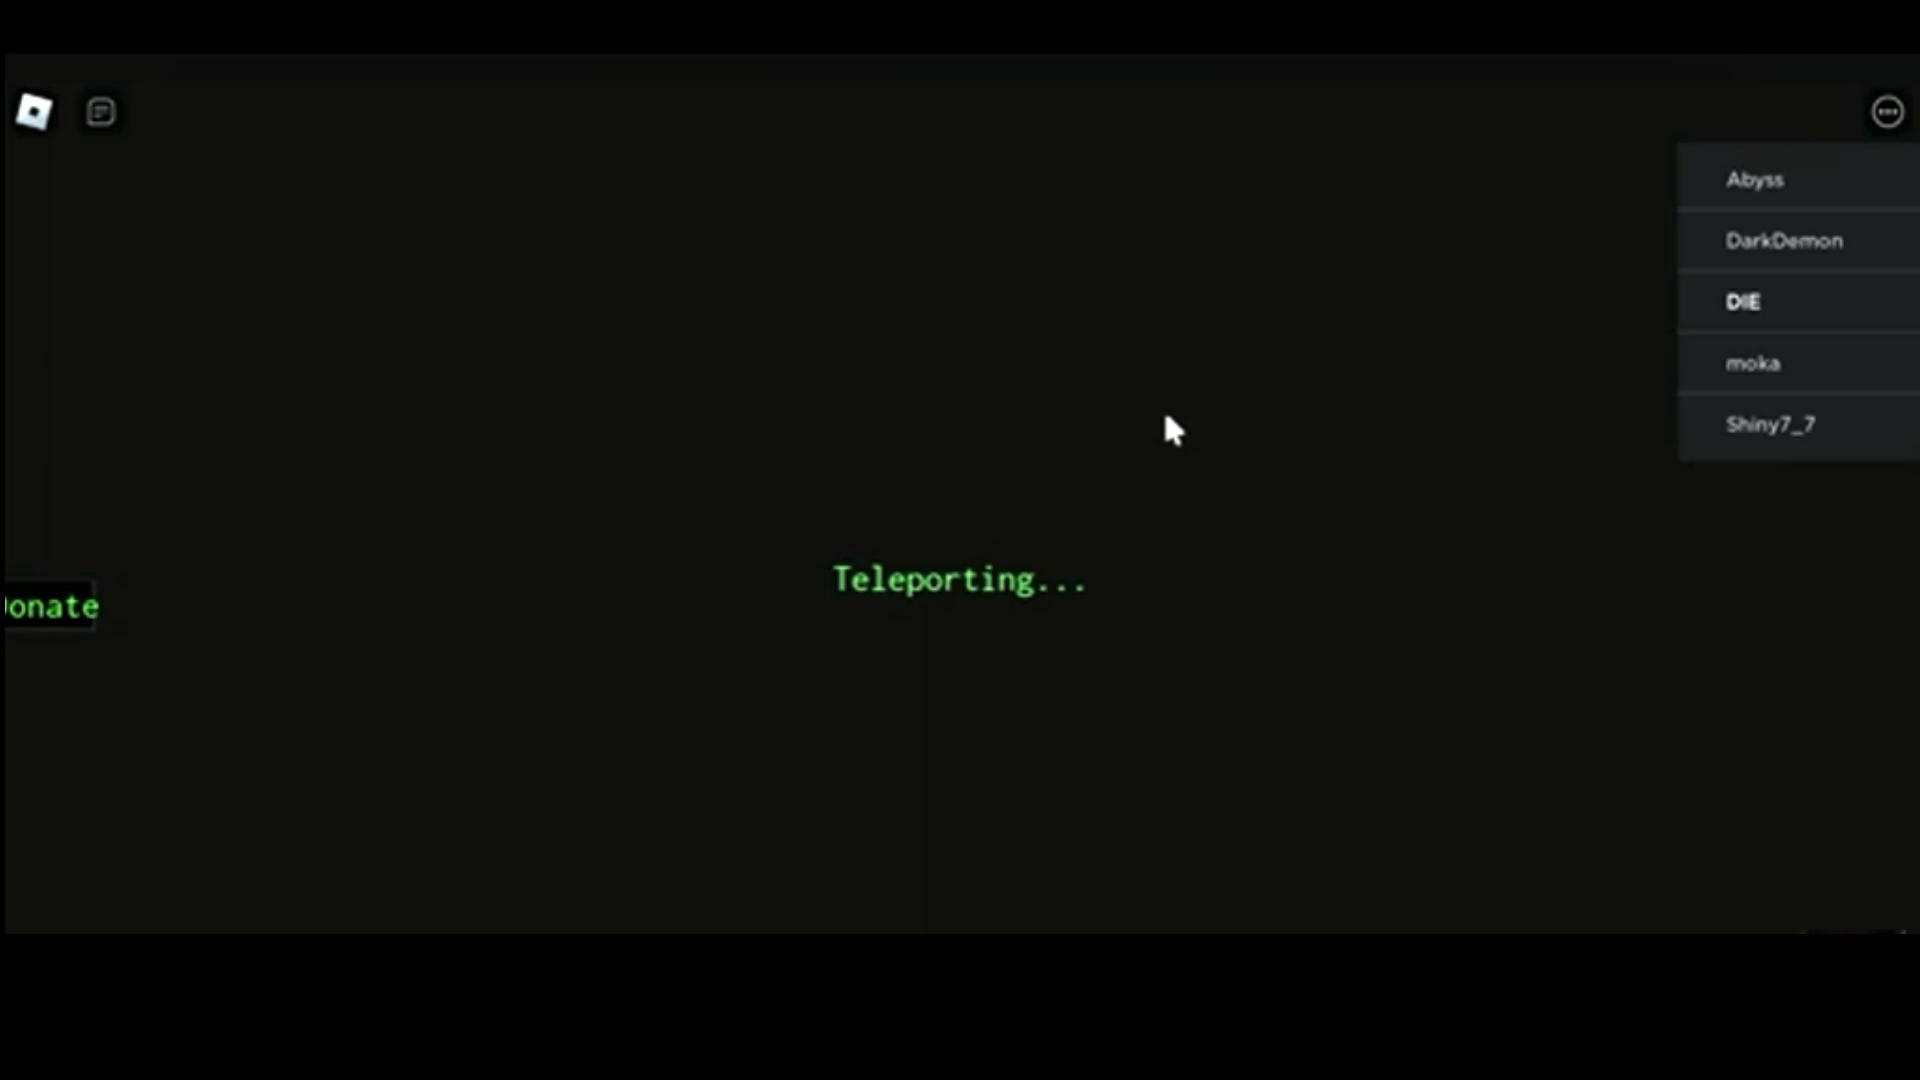 Abyss
DarkDemon
DIE
moka
Shiny7_7
Teleporting...
onate